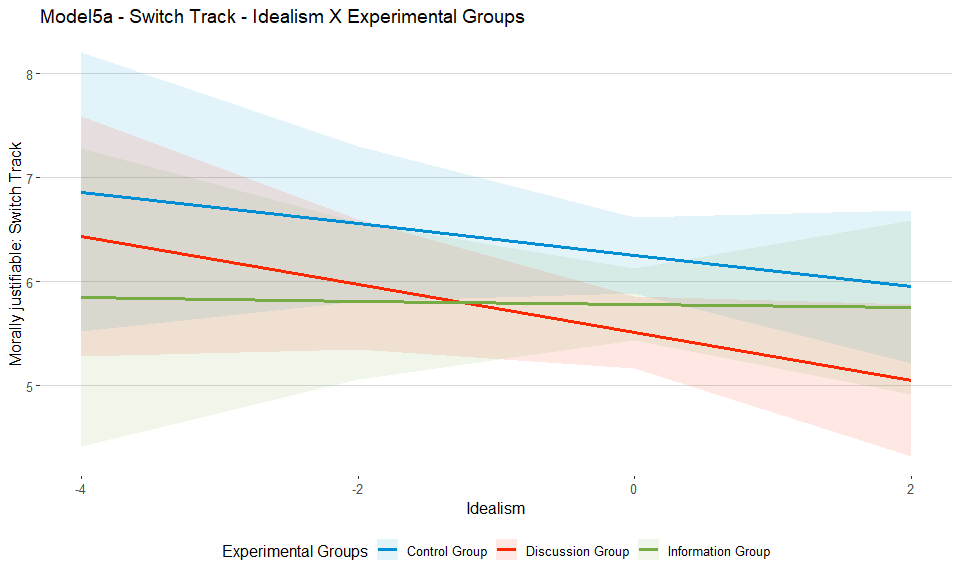 Model5a - Switch Track - Idealism X Experimental Groups
Morally justifiable: Switch Track
8
7
6
5
-4 -2 0 2
Idealism
Experimental Groups Control Group Discussion Group Information Group